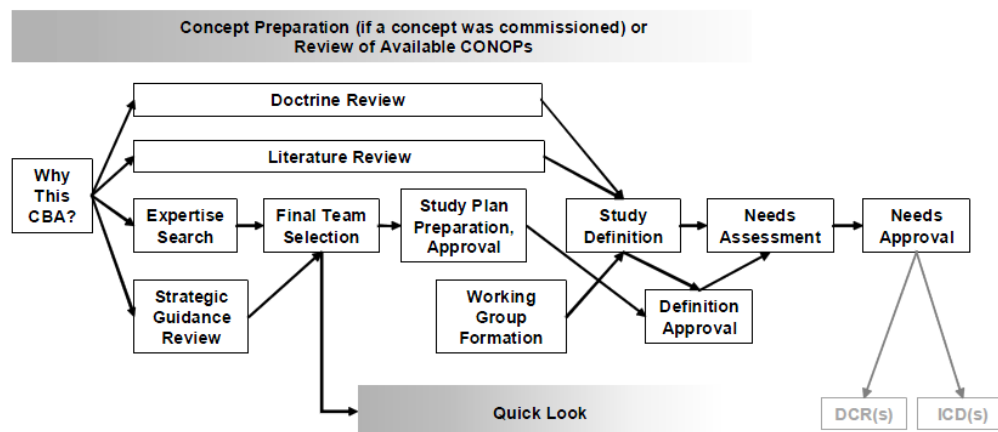 Concept Preparation (if a concept was commissioned) or
Review of Available CONOPs
Doctrine Review
Literature Review
Why
This
CBA?
Expertise
Search
Final Team
Selection
Study Plan
Preparation,
Approval
Study
Definition
Needs
Assessment
Needs
Approval
Strategic
Guidance
Review
Working
Group
Formation
Definition
Approval
Quick Look
DCR(s)
ICD(s)